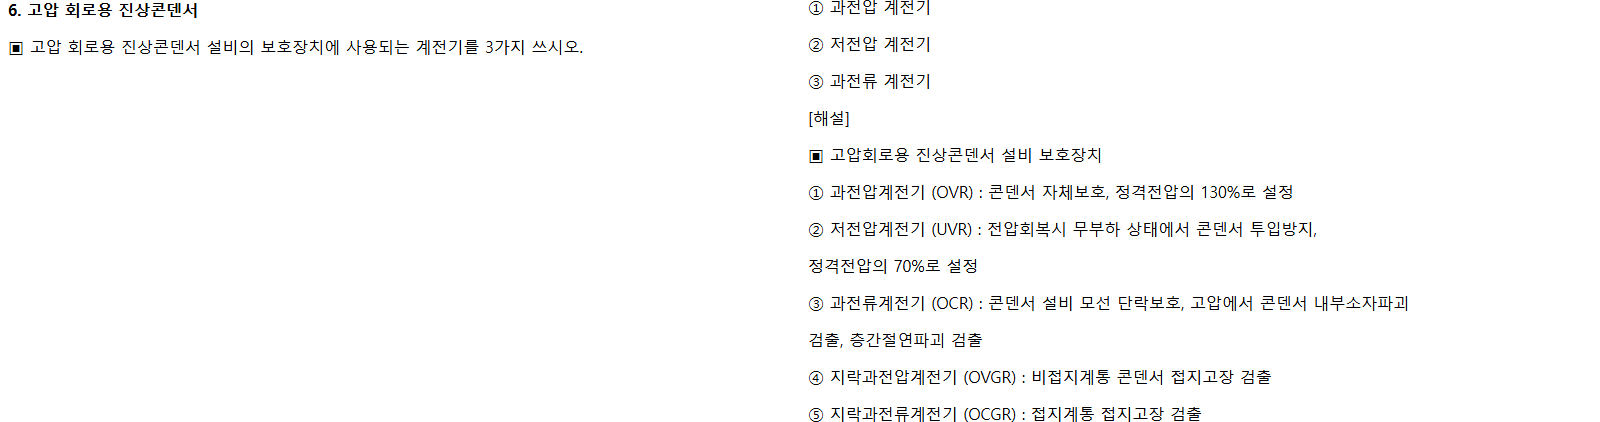 6. 고압 회로용 진상콘덴서
▣ 고압 회로용 진상콘덴서 설비의 보호장치에 사용되는 계전기를 3가지 쓰시오.
① 과전압 계전기
② 저전압 계전기
③ 과전류 계전기
[해설]
▣ 고압회로용 진상콘덴서 설비 보호장치
① 과전압계전기 (OVR) : 콘덴서 자체보호, 정격전압의 130%로 설정
② 저전압계전기 (UVR) : 전압회복시 무부하 상태에서 콘덴서 투입방지,
정격전압의 70%로 설정
③ 과전류계전기 (OCR) : 콘덴서 설비 모선 단락보호, 고압에서 콘덴서 내부소자파괴
검출, 층간절연파괴 검출
④ 지락과전압계전기 (OVGR) : 비접지계통 콘덴서 접지고장 검출
⑤ 지락과전류계전기 (OCGR) : 접지계통 접지고장 검출